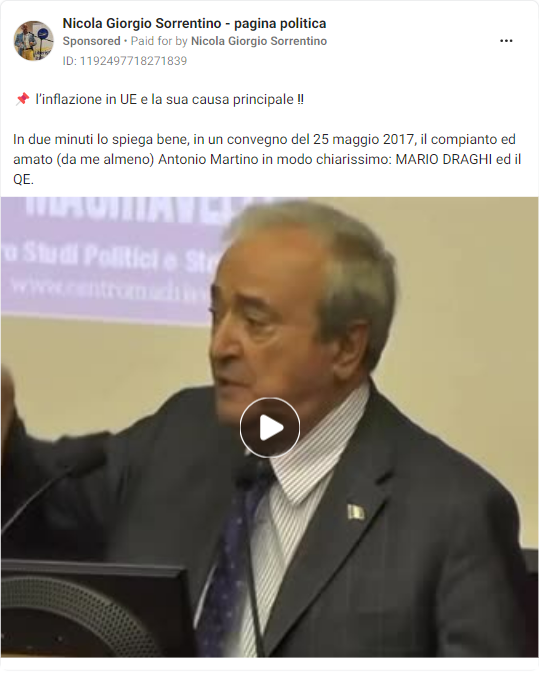 Nicola Giorgio Sorrentino - pagina politica
Sponsored • Paid for by Nicola Giorgio Sorrentino
ID: 1192497718271839
📌 l’inflazione in UE e la sua causa principale ‼
In due minuti lo spiega bene, in un convegno del 25 maggio 2017, il compianto ed
amato (da me almeno) Antonio Martino in modo chiarissimo: MARIO DRAGHI ed il
QE.
Studi Politici e